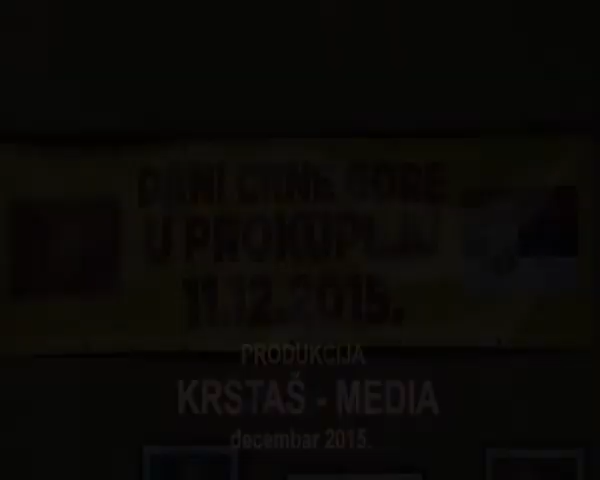 DANI CRNE GORE
U PROKUPLJU
11.12.2015.
PRODUKCIJA
KRSTAŠ - MEDIA
decembar 2015.